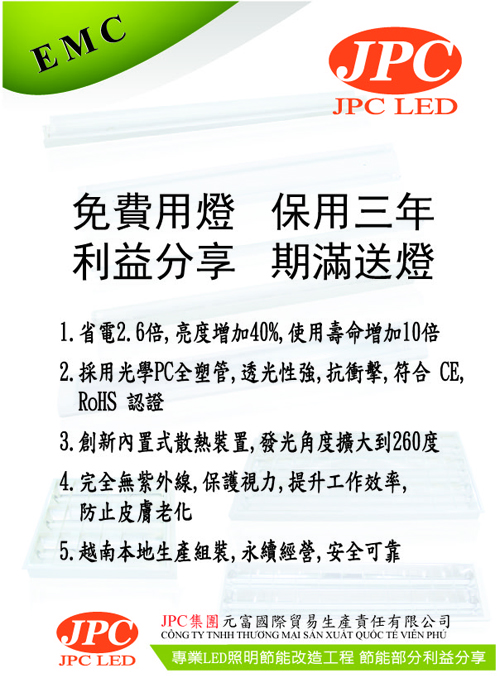 EMC
JPC
JPC LED
免費用燈 保用三年
利益分享 期滿送燈
1.省電2.6倍,亮度增加40%,使用壽命增加10倍
2.採用光學PC全塑管,透光性強,抗衝擊,符合 CE,
RoHS 認證
3.創新內置式散熱裝置,發光角度擴大到260度
4.完全無紫外線,保護視力,提升工作效率,
防止皮膚老化
5.越南本地生產組裝,永續經營,安全可靠
JPC
JPC LED
JPC集團元富國際貿易生產責任有限公司
CÔNG TY TNHH THƯƠNG MẠI SẢN XUẤT QUỐC TẾ VIÊN PHÚ
專業LED照明節能改造工程 節能部分利益分享